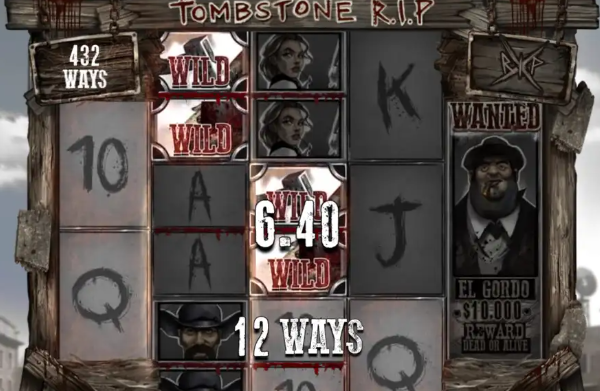 TOMBSTONE R.I.P
432
WAYS
WILD
K
R.I.P
WILD
WANTED
10
A
WILD
6.40
J
A
WILD
EL GORDO
$10.000
REWARD
DEAD OR ALIVE
Q
12 WAYS
Q